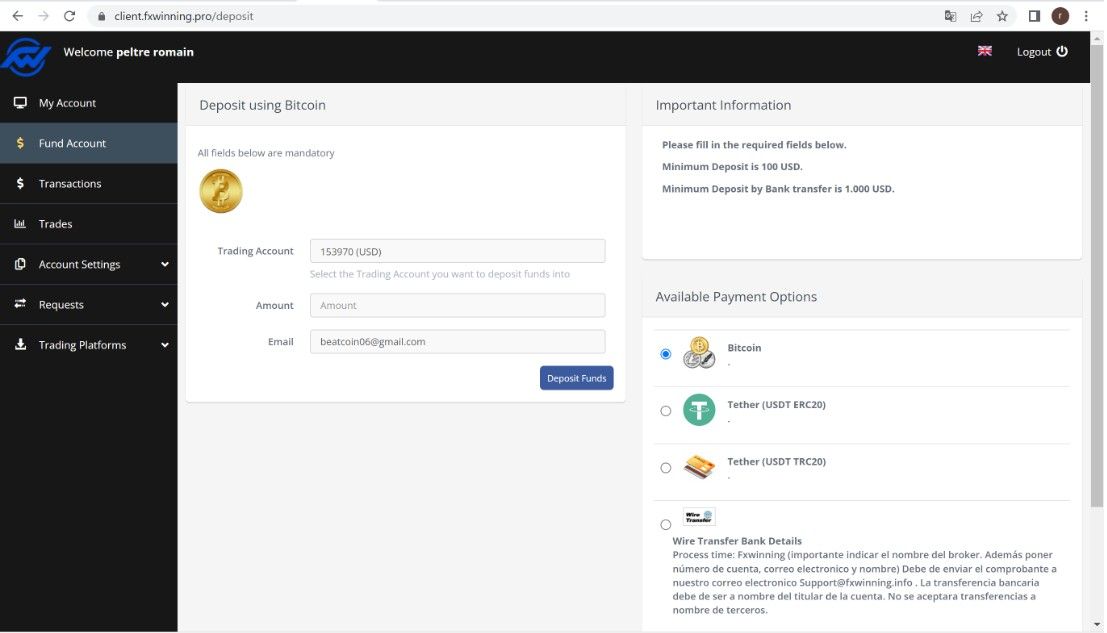 client.fxwinning.pro/deposit
r
Welcome peltre romain
Logout
My Account
Fund Account
Transactions
Trades
Account Settings
Requests
Trading Platforms
Deposit using Bitcoin
All fields below are mandatory
Trading Account
153970 (USD)
Select the Trading Account you want to deposit funds into
Amount
Amount
Email
beatcoin06@gmail.com
Deposit Funds
Important Information
Please fill in the required fields below.
Minimum Deposit is 100 USD.
Minimum Deposit by Bank transfer is 1.000 USD.
Available Payment Options
Bitcoin
.
Tether (USDT ERC20)
.
Tether (USDT TRC20)
.
Wire
Transfer
Wire Transfer Bank Details
Process time: Fxwinning (importante indicar el nombre del broker. Además poner
número de cuenta, correo electronico y nombre) Debe de enviar el comprobante a
nuestro correo electronico Support@fxwinning.info . La transferencia bancaria
debe de ser a nombre del titular de la cuenta. No se aceptara transferencias a
nombre de terceros.